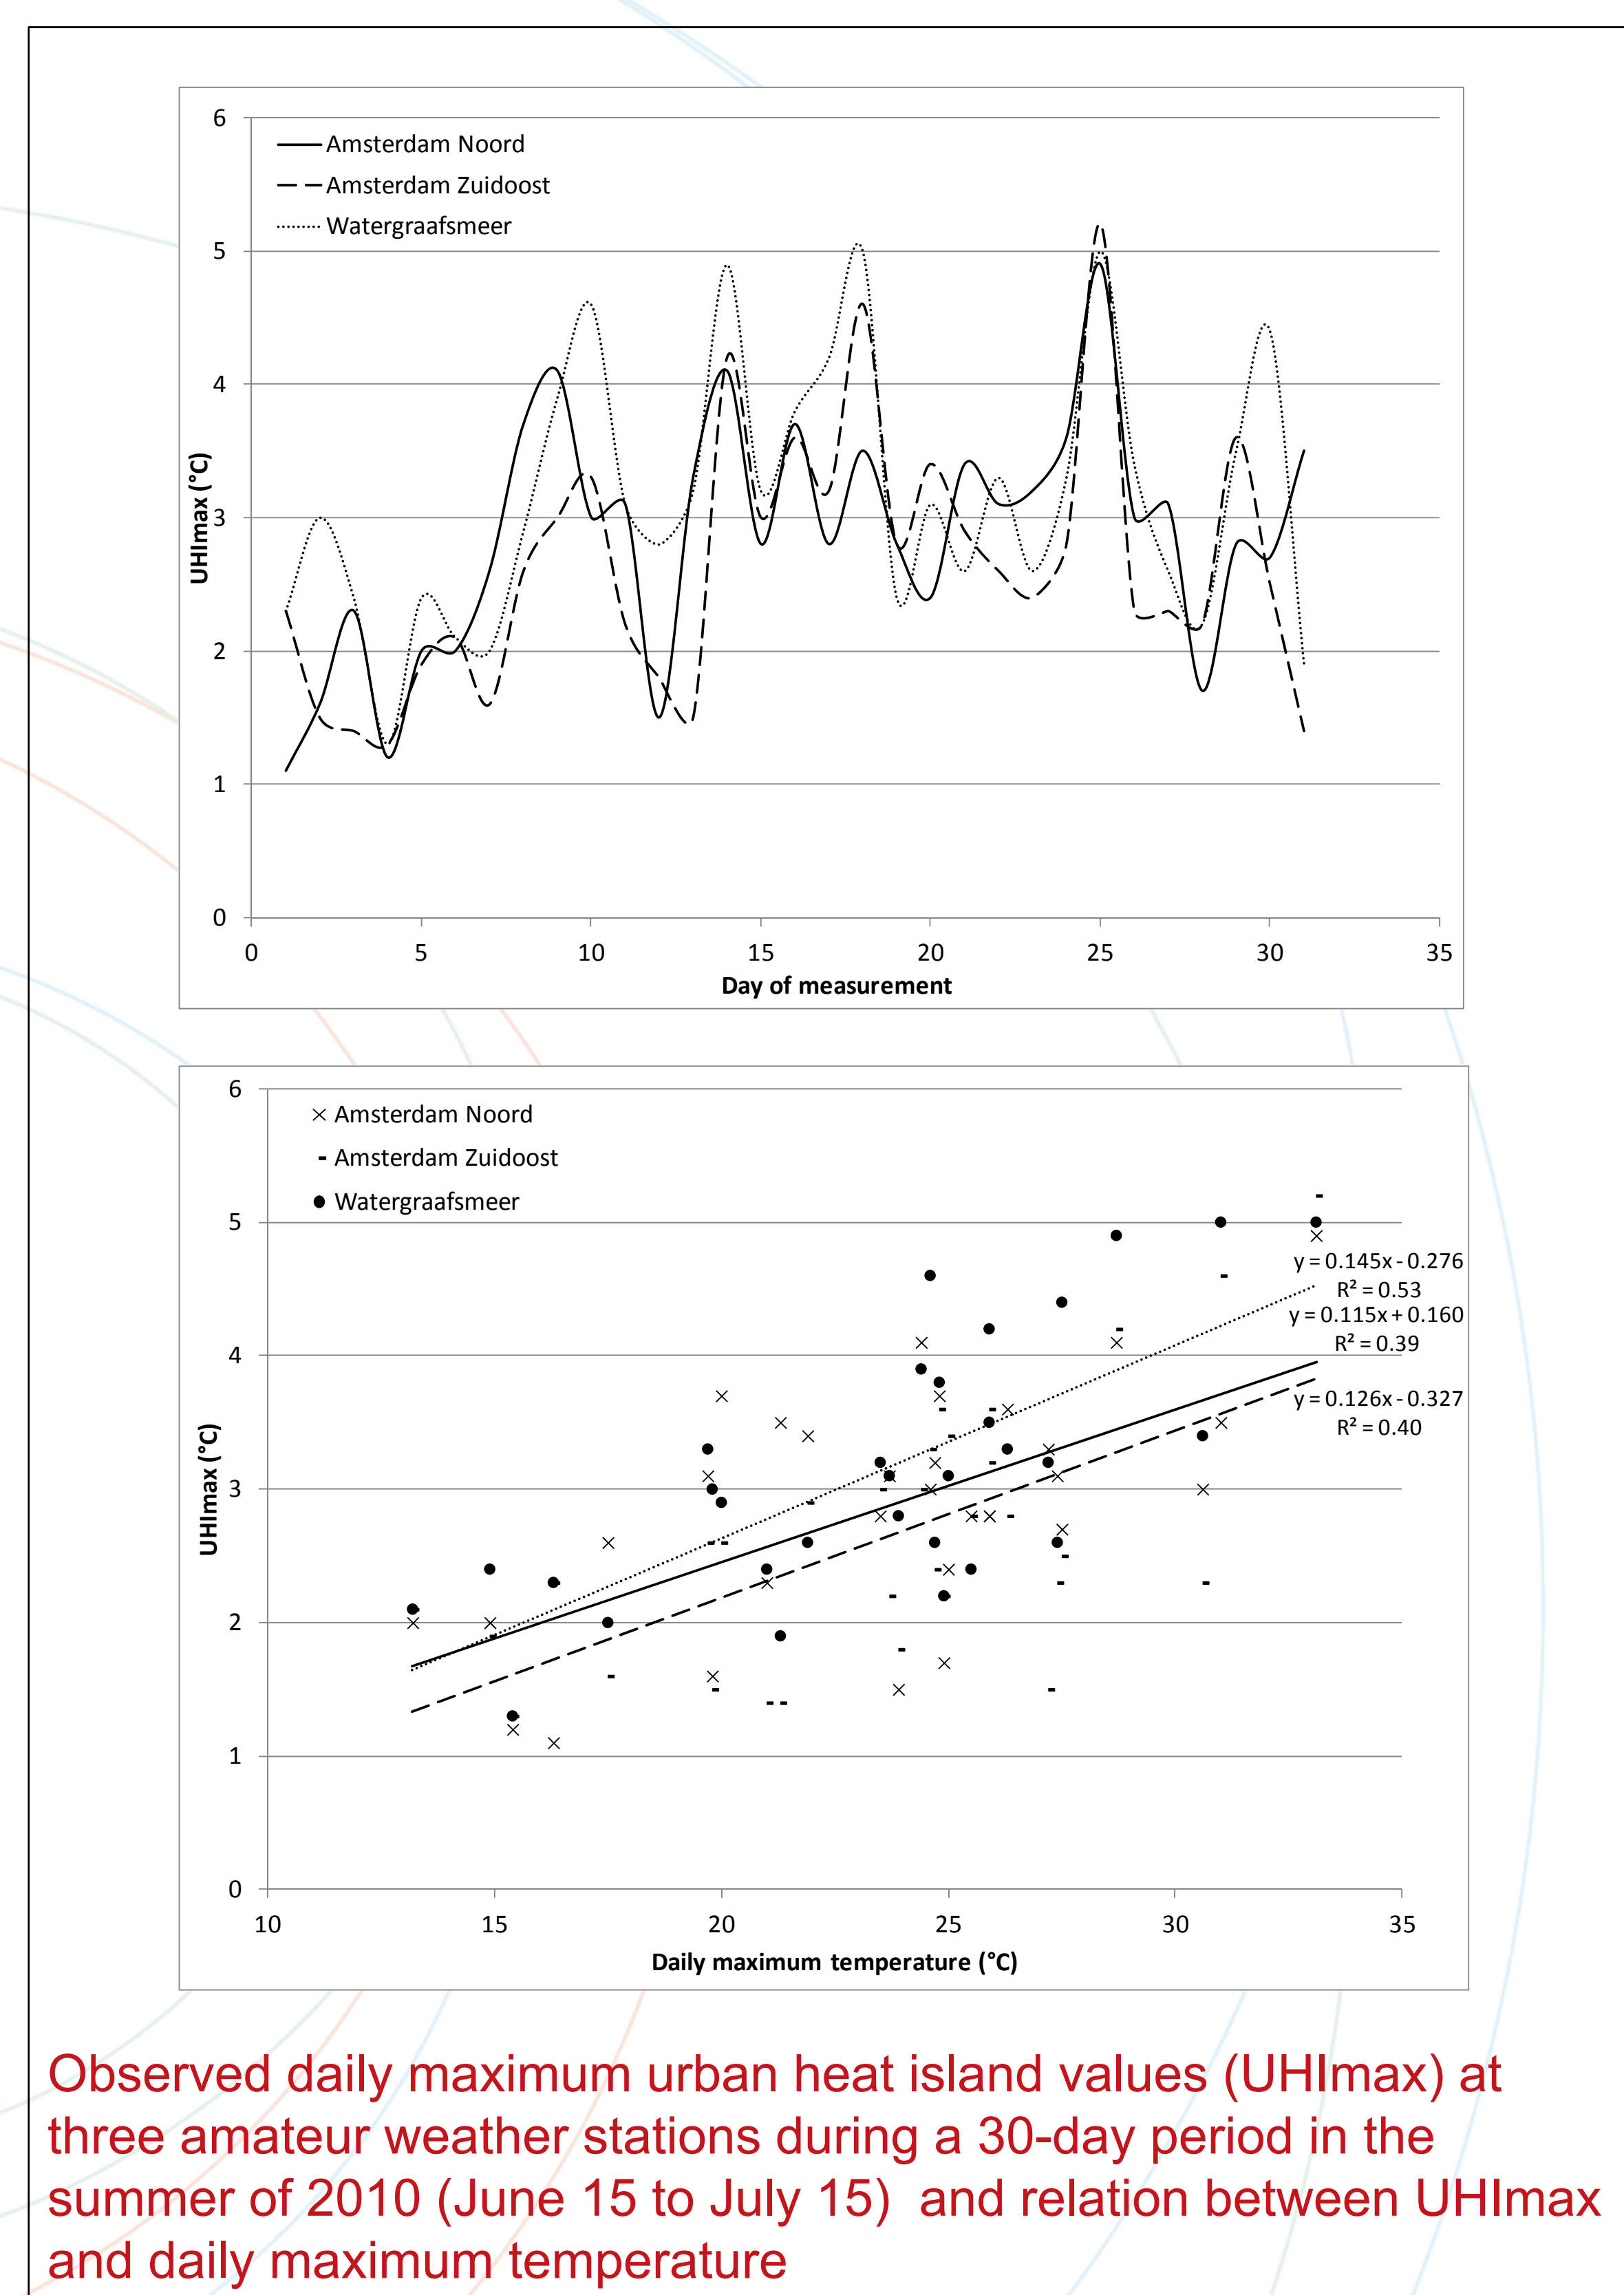 6
Amsterdam Noord
Amsterdam Zuidoost
Watergraafsmeer
5
4
UHImax (°C)
3
2
1
0
0 5 10 15 20 25 30 35
Day of measurement
6
Amsterdam Noord
Amsterdam Zuidoost
Watergraafsmeer
5
y = 0.145x - 0.276
R² = 0.53
y = 0.115x + 0.160
R² = 0.39
4
y = 0.126x - 0.327
R² = 0.40
UHImax (°C)
3
2
1
0
10 15 20 25 30 35
Daily maximum temperature (°C)
Observed daily maximum urban heat island values (UHImax) at
three amateur weather stations during a 30-day period in the
summer of 2010 (June 15 to July 15) and relation between UHImax
and daily maximum temperature